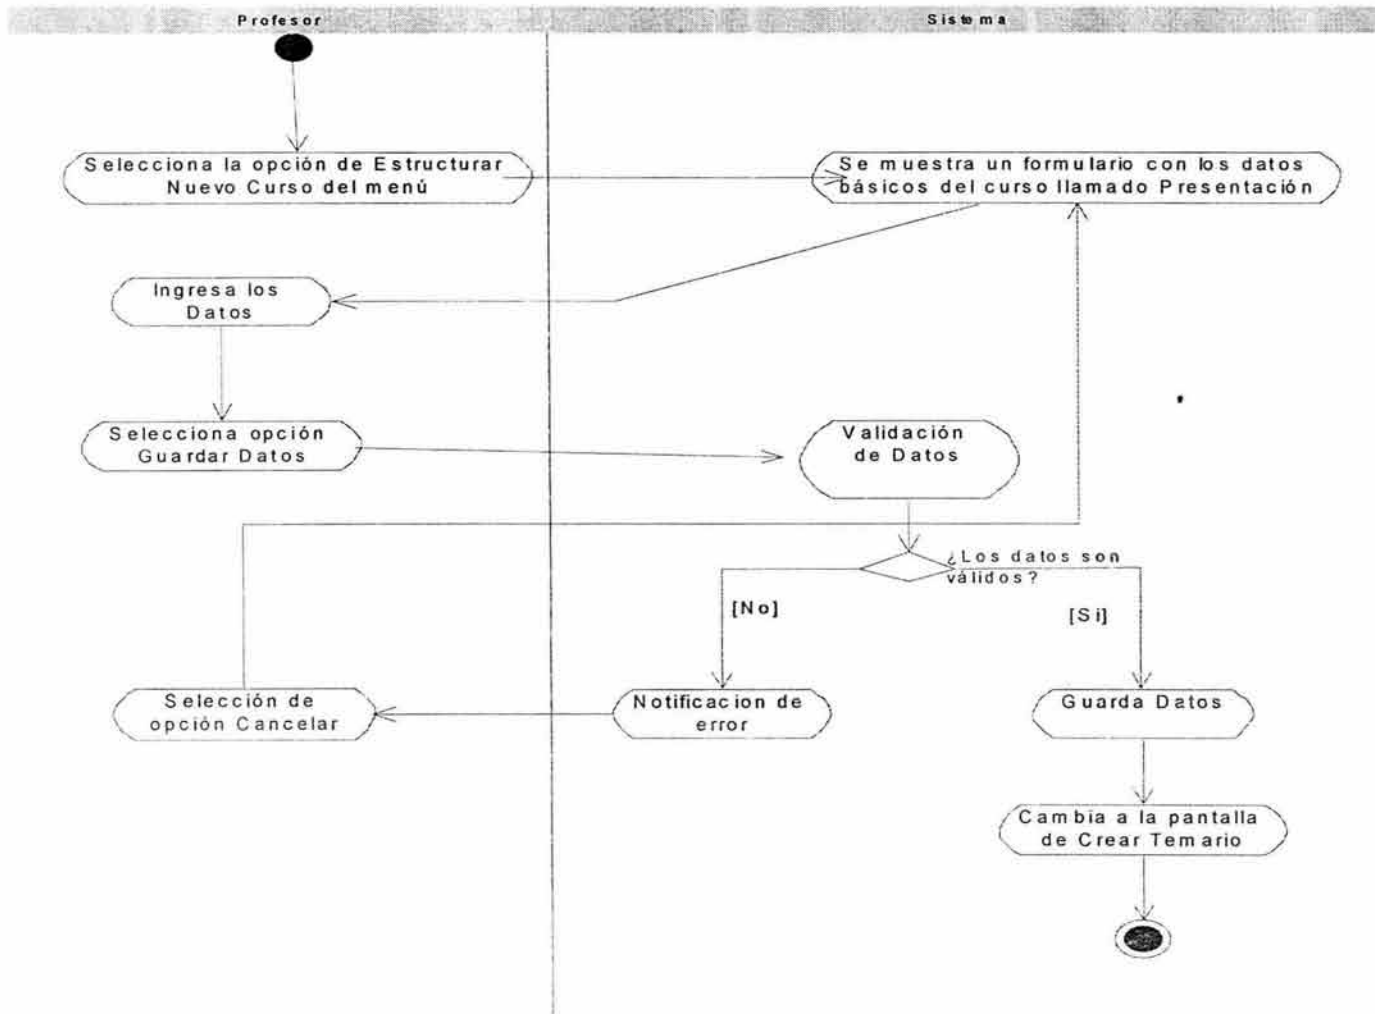 Profesor
Sistema
Selecciona la opción de Estructurar
Nuevo Curso del menú
Se muestra un formulario con los datos
básicos del curso llamado Presentación
Ingresa los
Datos
Selecciona opción
Guardar Datos
Validación
de Datos
¿Los datos son
válidos?
[No]
[Si]
Selección de
opción Cancelar
Notificacion de
error
Guarda Datos
Cambia a la pantalla
de Crear Temario